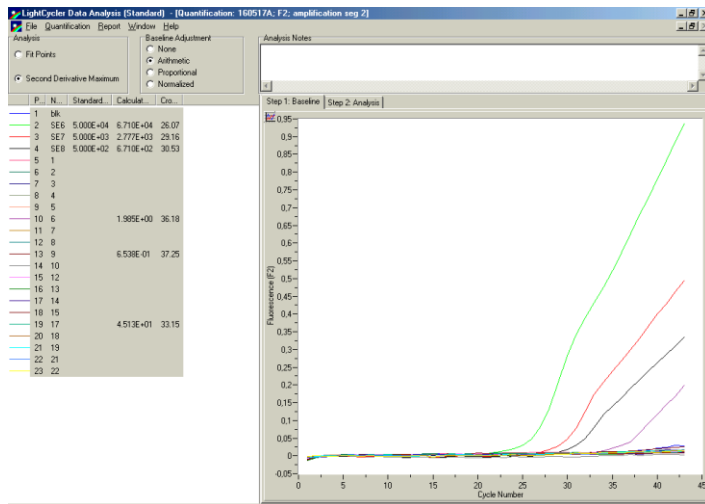 LightCycler Data Analysis (Standard) - [Quantification: 160517A; F2; amplification seg 2]
File Quantification Report Window Help
Analysis
Fit Points
Second Derivative Maximum
Baseline Adjustment
None
Arithmetic
Proportional
Normalized
Analysis Notes
P... N... Standard... Calculat... Cro...
1 blk
2 SE6 5.000E+04 6.710E+04 26.07
3 SE7 5.000E+03 2.777E+03 29.16
4 SE8 5.000E+02 6.710E+02 30.53
5 1
6 2
7 3
8 4
9 5
10 6 1.985E+00 36.18
11 7
12 8
13 9 6.538E-01 37.25
14 10
15 12
16 13
17 14
18 15
19 17 4.513E+01 33.15
20 18
21 19
22 21
23 22
Step 1: Baseline Step 2: Analysis
0,95
0,9
0,85
0,8
0,75
0,7
0,65
0,6
0,55
0,5
0,45
0,4
0,35
0,3
0,25
0,2
0,15
0,1
0,05
0
-0,05
Fluorescence (F2)
0 5 10 15 20 25 30 35 40 45
Cycle Number